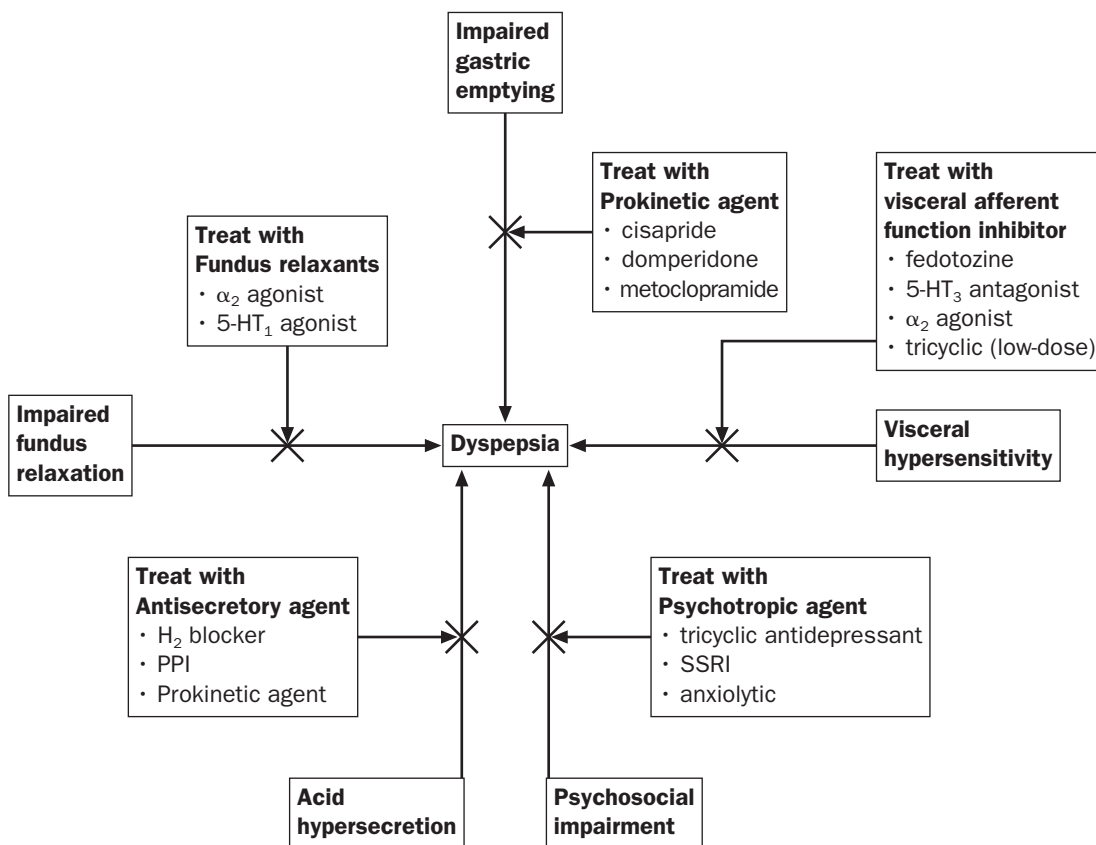 Impaired
gastric
emptying
Treat with
Prokinetic agent
· cisapride
· domperidone
· metoclopramide
Treat with
visceral afferent
function inhibitor
· fedotozine
· 5-HT₃ antagonist
· α₂ agonist
· tricyclic (low-dose)
Treat with
Fundus relaxants
· α₂ agonist
· 5-HT₁ agonist
Impaired
fundus
relaxation
Dyspepsia
Visceral
hypersensitivity
Treat with
Antisecretory agent
· H₂ blocker
· PPI
· Prokinetic agent
Treat with
Psychotropic agent
· tricyclic antidepressant
· SSRI
· anxiolytic
Acid
hypersecretion
Psychosocial
impairment